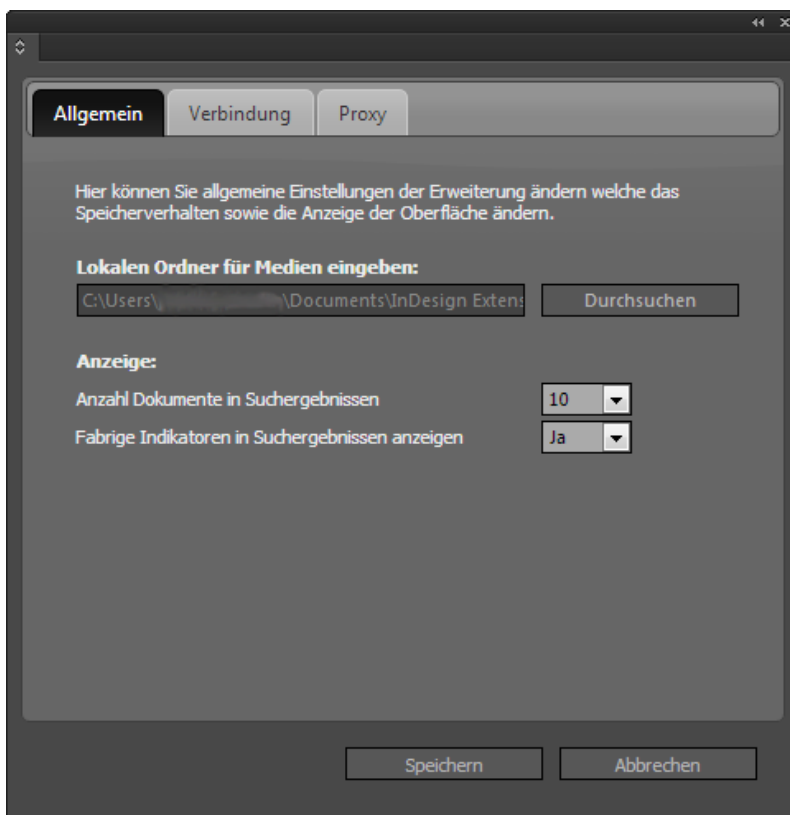 Allgemein Verbindung Proxy
Hier können Sie allgemeine Einstellungen der Erweiterung ändern welche das
Speicherverhalten sowie die Anzeige der Oberfläche ändern.
Lokalen Ordner für Medien eingeben:
C:\Users\ \Documents\InDesign Extens Durchsuchen
Anzeige:
Anzahl Dokumente in Suchergebnissen 10
Fabrige Indikatoren in Suchergebnissen anzeigen Ja
Speichern Abbrechen